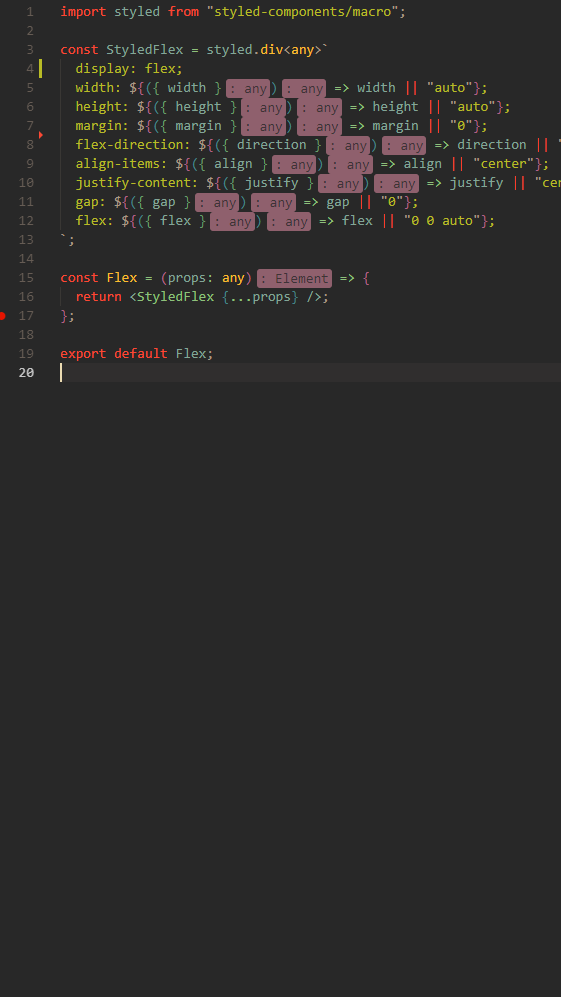 1 import styled from "styled-components/macro";
2
3 const StyledFlex = styled.div<any>`
4 display: flex;
5 width: ${({ width } : any) : any => width || "auto"};
6 height: ${({ height } : any) : any => height || "auto"};
7 margin: ${({ margin } : any) : any => margin || "0"};
8 flex-direction: ${({ direction } : any) : any => direction || "
9 align-items: ${({ align } : any) : any => align || "center"};
10 justify-content: ${({ justify } : any) : any => justify || "cen
11 gap: ${({ gap } : any) : any => gap || "0"};
12 flex: ${({ flex } : any) : any => flex || "0 0 auto"};
13 `;
14
15 const Flex = (props: any) : Element => {
16 return <StyledFlex {...props} />;
17 };
18
19 export default Flex;
20